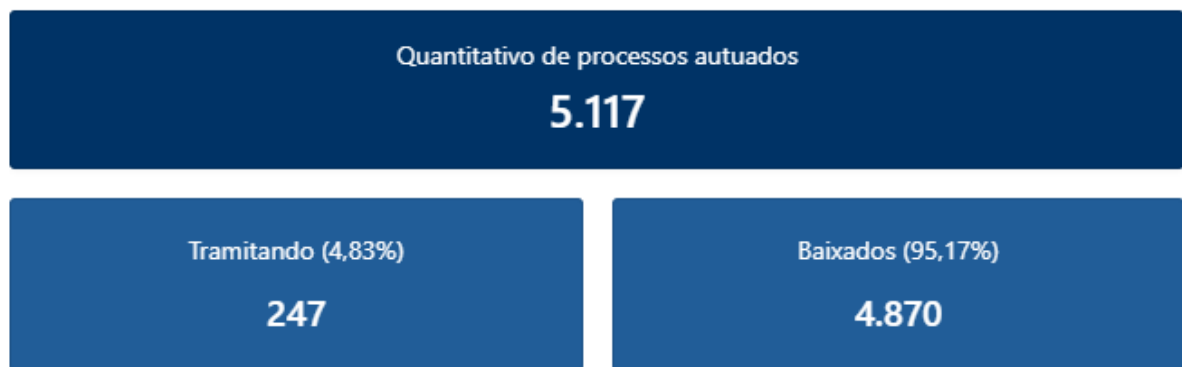 Quantitativo de processos autuados
5.117
Tramitando (4,83%)
247
Baixados (95,17%)
4.870